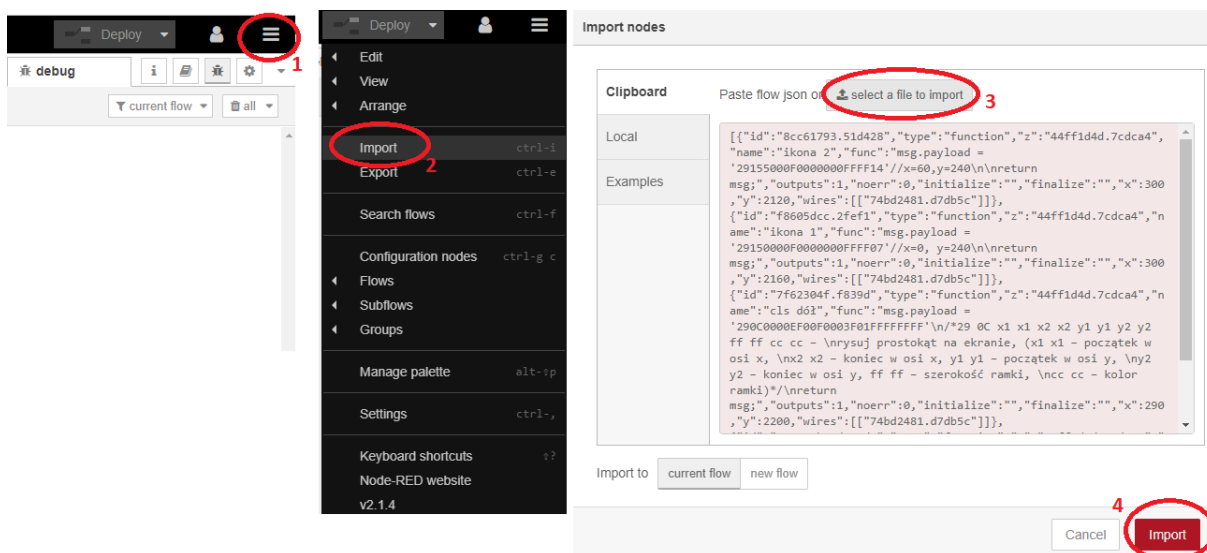 Deploy
1
debug
i
current flow
all
Deploy
Edit
View
Arrange
Import ctrl-i
2
Export ctrl-e
Search flows ctrl-f
Configuration nodes ctrl-g c
Flows
Subflows
Groups
Manage palette alt-⇧p
Settings ctrl-,
Keyboard shortcuts ⇧?
Node-RED website
v2.1.4
Import nodes
Clipboard
Local
Examples
Paste flow json or select a file to import
3
[{"id":"8cc61793.51d428","type":"function","z":"44ff1d4d.7cdca4",
"name":"ikona 2","func":"msg.payload =
'29155000F0000000FFFF14'//x=60,y=240\n\nreturn
msg;","outputs":1,"noerr":0,"initialize":"","finalize":"","x":300
,"y":2120,"wires":[["74bd2481.d7db5c"]]},
{"id":"f8605dcc.2fef1","type":"function","z":"44ff1d4d.7cdca4","n
ame":"ikona 1","func":"msg.payload =
'29150000F0000000FFFF07'//x=0, y=240\n\nreturn
msg;","outputs":1,"noerr":0,"initialize":"","finalize":"","x":300
,"y":2160,"wires":[["74bd2481.d7db5c"]]},
{"id":"7f62304f.f839d","type":"function","z":"44ff1d4d.7cdca4","n
ame":"cls dół","func":"msg.payload =
'290C0000EF00F0003F01FFFFFFFF'\n/*29 0C x1 x1 x2 x2 y1 y1 y2 y2
ff ff cc cc – \nrysuj prostokąt na ekranie, (x1 x1 – początek w
osi x, \nx2 x2 – koniec w osi x, y1 y1 – początek w osi y, \ny2
y2 – koniec w osi y, ff ff – szerokość ramki, \ncc cc – kolor
ramki)*/\nreturn
msg;","outputs":1,"noerr":0,"initialize":"","finalize":"","x":290
,"y":2200,"wires":[["74bd2481.d7db5c"]]},
Import to current flow new flow
4
Cancel Import